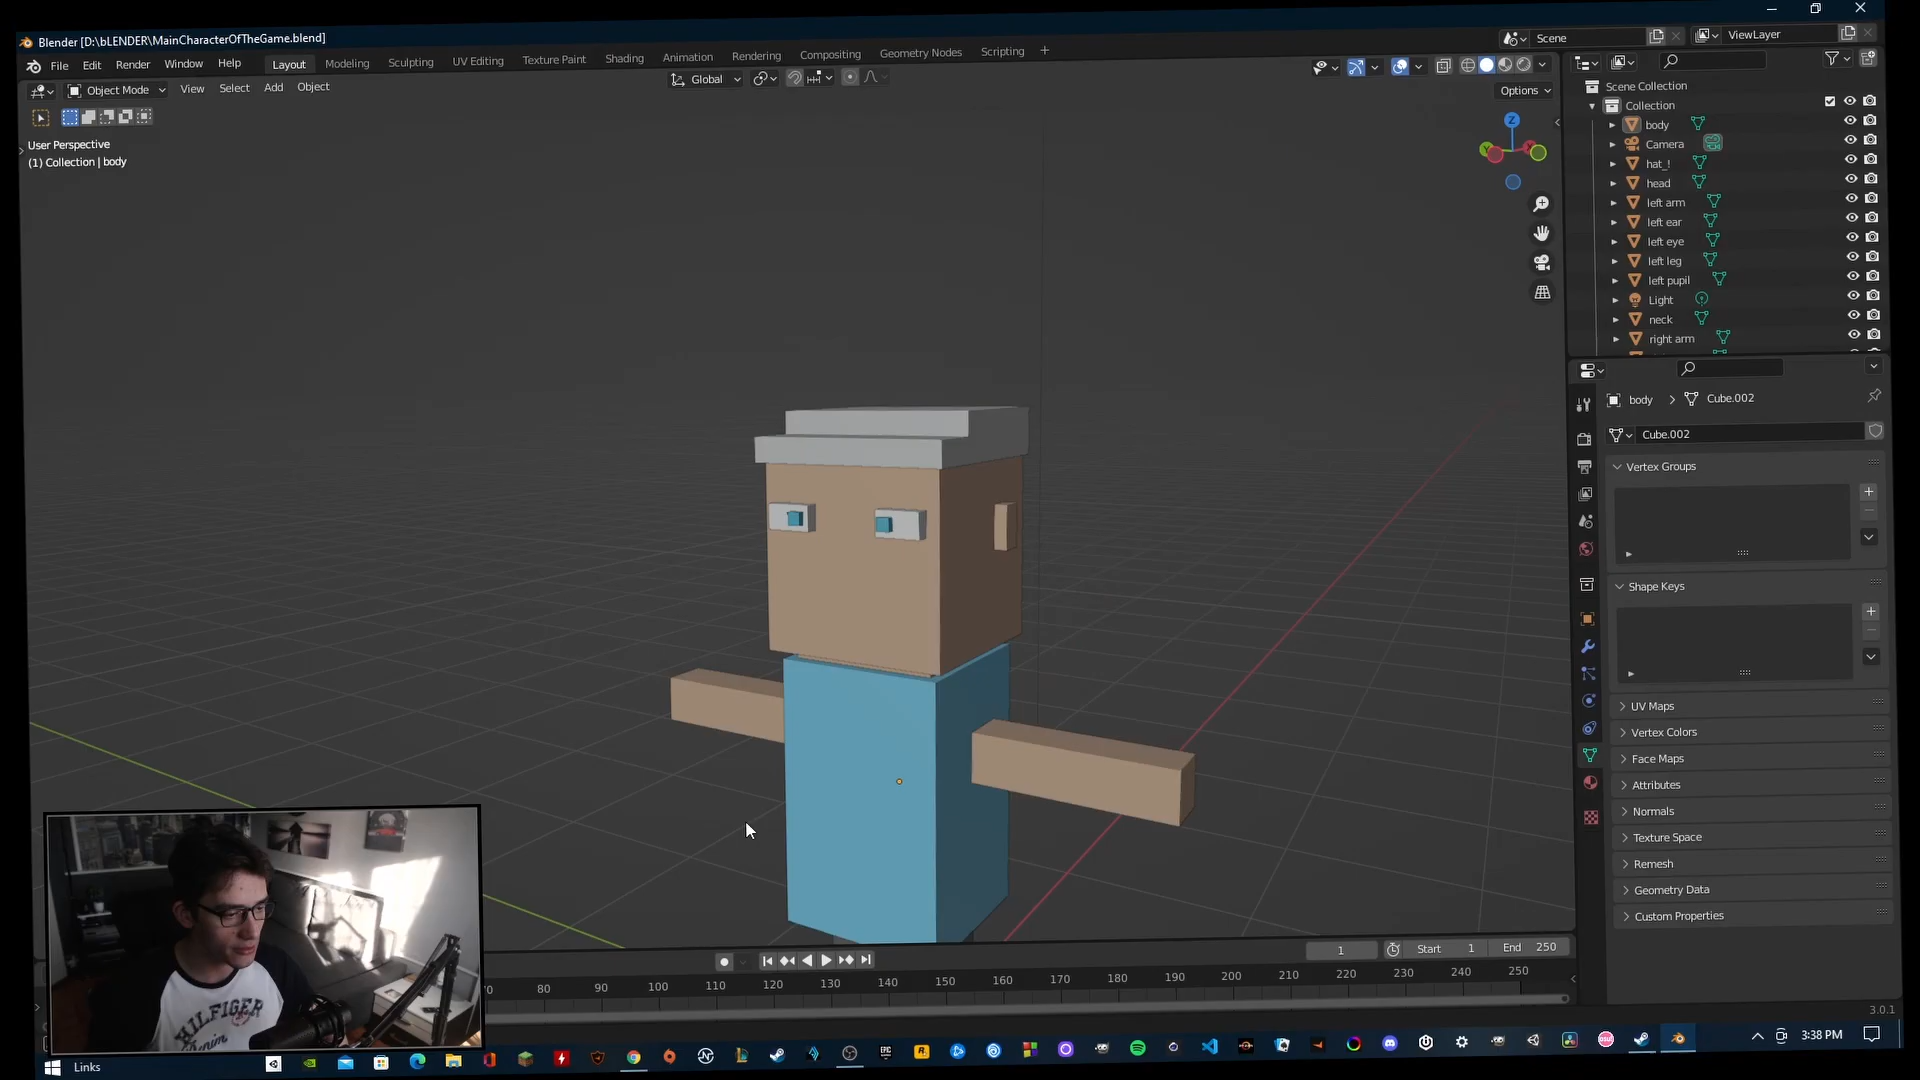 Blender [D:\bLENDER\MainCharacterOfTheGame.blend]
File Edit Render Window Help
Layout Modeling Sculpting UV Editing Texture Paint Shading Animation Rendering Compositing Geometry Nodes Scripting +
Scene
ViewLayer
Object Mode View Select Add Object
Global
Options
User Perspective
(1) Collection | body
Z
Scene Collection
Collection
body
Camera
hat_!
head
left arm
left ear
left eye
left leg
left pupil
Light
neck
right arm
body > Cube.002
Cube.002
Vertex Groups
Shape Keys
UV Maps
Vertex Colors
Face Maps
Attributes
Normals
Texture Space
Remesh
Geometry Data
Custom Properties
1 Start 1 End 250
80 90 100 110 120 130 140 150 160 170 180 190 200 210 220 230 240 250
3.0.1
HILFIGER
Denim
Links
3:38 PM